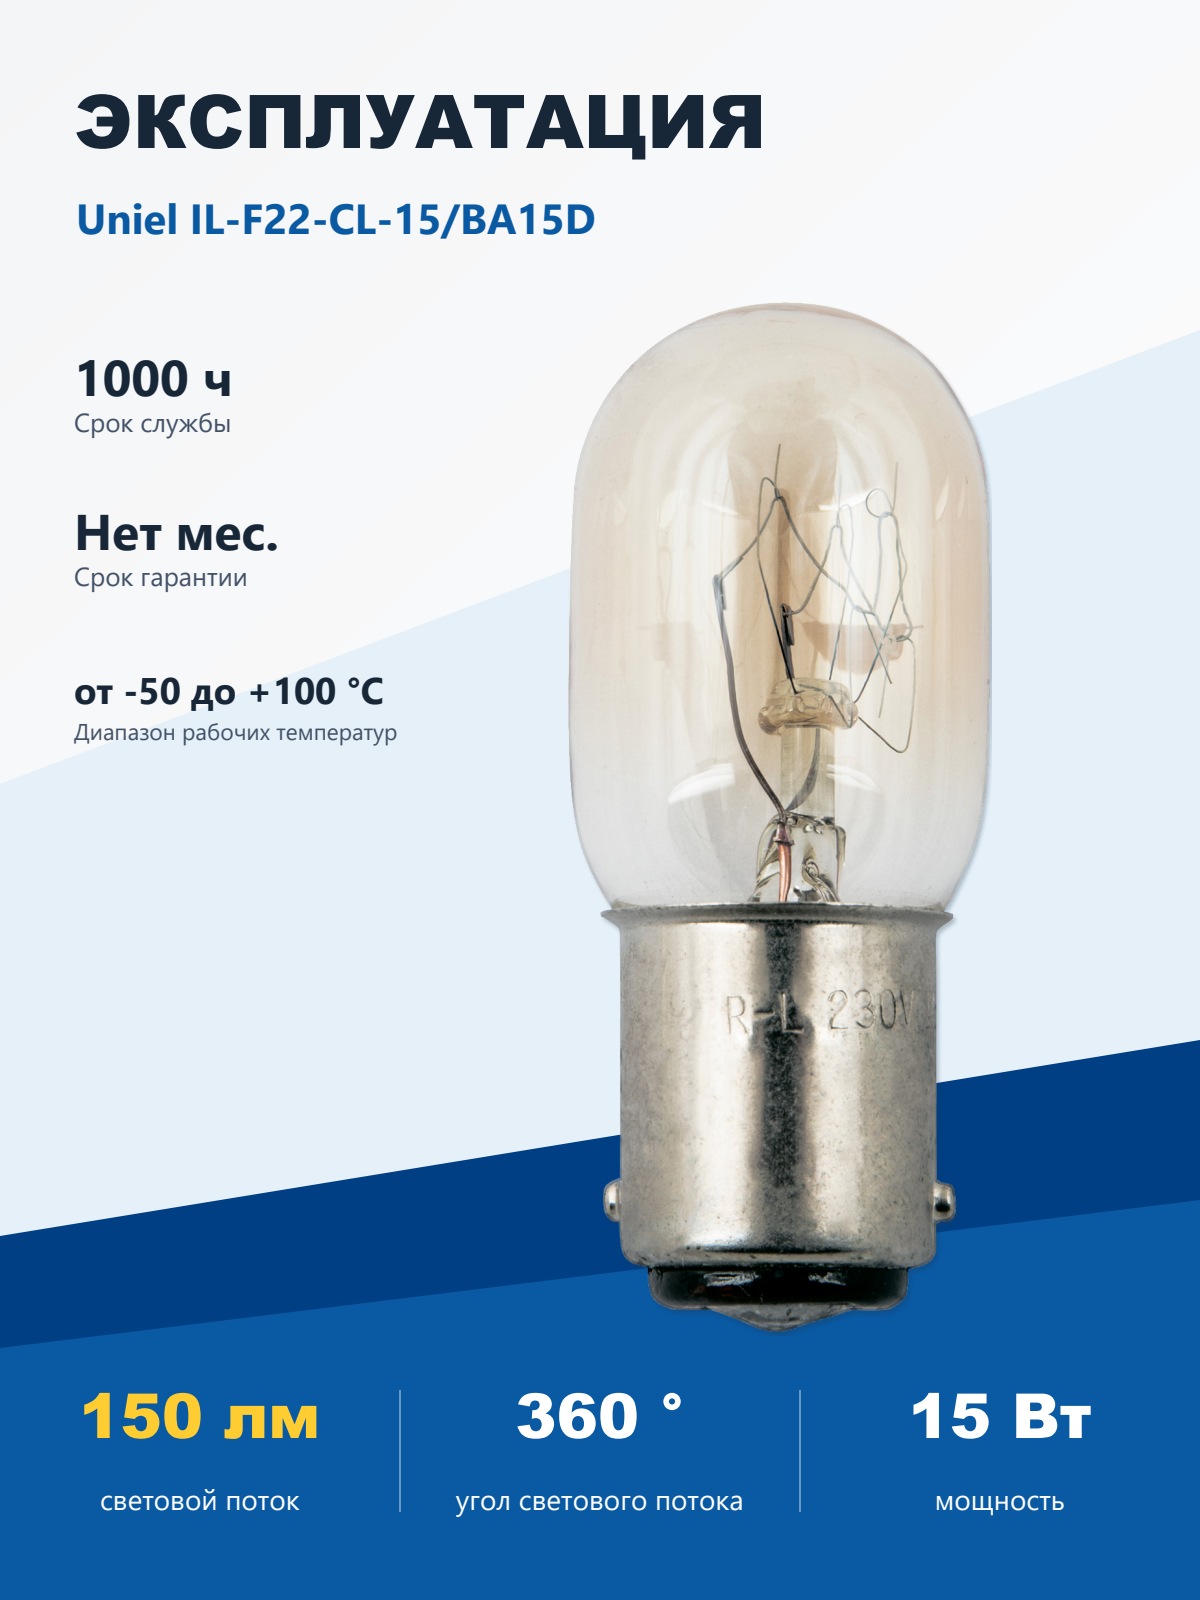 ЭКСПЛУАТАЦИЯ
Uniel IL-F22-CL-15/BA15D
1000 ч
Срок службы
Нет мес.
Срок гарантии
от -50 до +100 °C
Диапазон рабочих температур
R-L 230V
150 лм
световой поток
360 °
угол светового потока
15 Вт
мощность